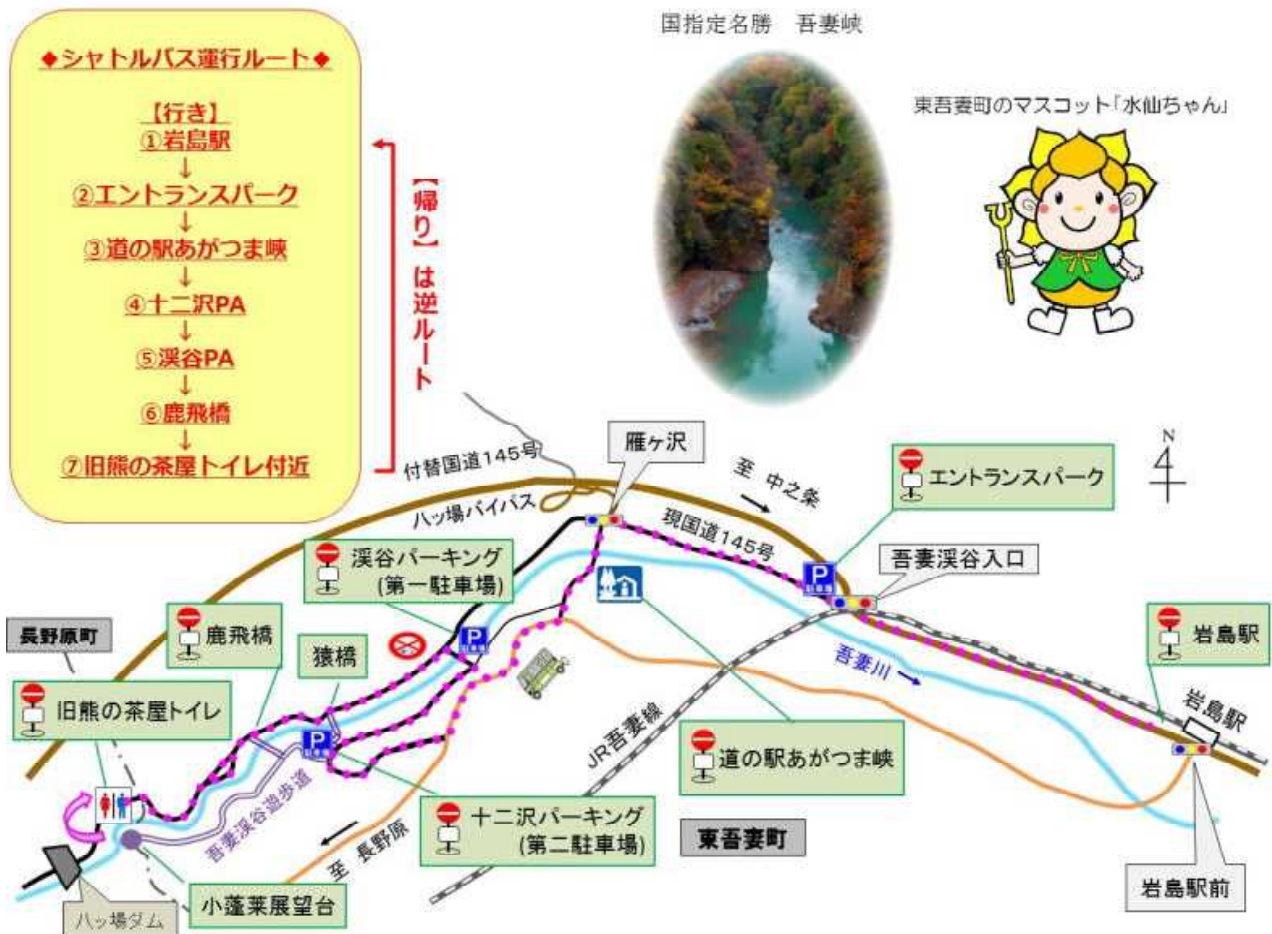 ◆シャトルバス運行ルート◆
【行き】
①岩島駅
↓
②エントランスパーク
↓
③道の駅あがつま峡
↓
④十二沢PA
↓
⑤渓谷PA
↓
⑥鹿飛橋
↓
⑦旧熊の茶屋トイレ付近
【帰り】は逆ルート
国指定名勝　吾妻峡
東吾妻町のマスコット「水仙ちゃん」
N
雁ヶ沢
付替国道145号
八ッ場バイパス
至 中之条
現国道145号
エントランスパーク
P
駐車場
吾妻渓谷入口
渓谷パーキング
(第一駐車場)
P
駐車場
長野原町
鹿飛橋
猿橋
旧熊の茶屋トイレ
P
駐車場
岩島駅
岩島駅
吾妻川
JR吾妻線
道の駅あがつま峡
吾妻渓谷遊歩道
十二沢パーキング
(第二駐車場)
東吾妻町
至 長野原
小蓬莱展望台
八ッ場ダム
岩島駅前